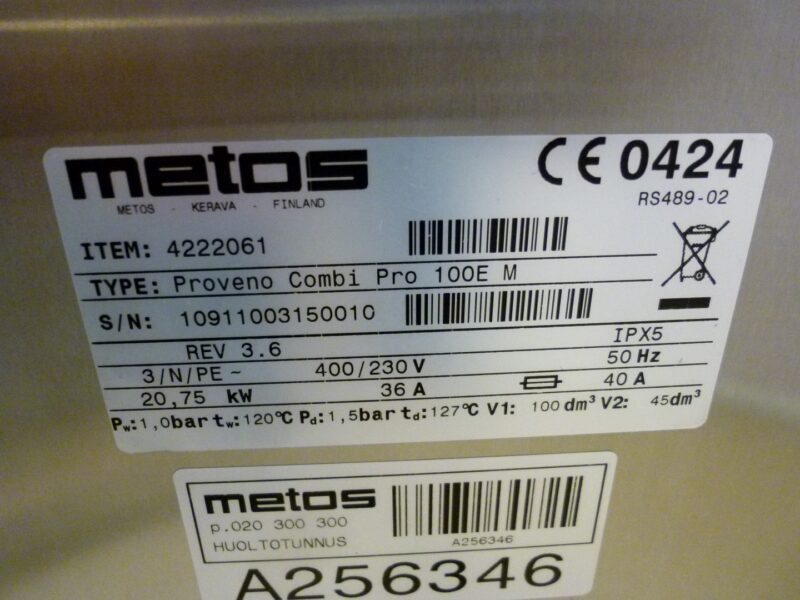 metos
CE 0424
METOS - KERAVA - FINLAND
RS489-02
ITEM: 4222061
TYPE: Proveno Combi Pro 100E M
S/N: 10911003150010
REV 3.6 IPX5
3/N/PE ~ 400/230 V 50 Hz
20,75 kW 36 A 40 A
Pw:1,0bar tw:120°C Pd:1,5bar td:127°C V1: 100 dm³ V2: 45dm³
metos
p.020 300 300
HUOLTOTUNNUS
A256346
A256346